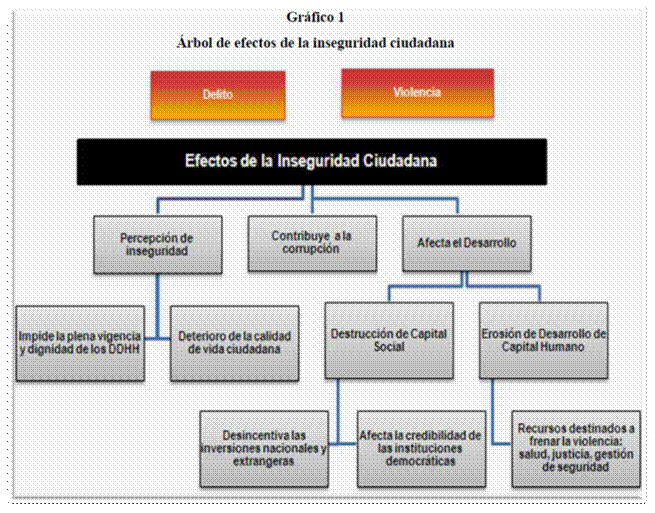 Gráfico 1
Árbol de efectos de la inseguridad ciudadana
Delito
Violencia
Efectos de la Inseguridad Ciudadana
Percepción de
inseguridad
Contribuye a la
corrupción
Afecta el Desarrollo
Impide la plena vigencia
y dignidad de los DDHH
Deterioro de la calidad
de vida ciudadana
Destrucción de Capital
Social
Erosión de Desarrollo de
Capital Humano
Desincentiva las
inversiones nacionales y
extrangeras
Afecta la credibilidad de
las instituciones
democráticas
Recursos destinados a
frenar la violencia:
salud, justicia, gestión
de seguridad